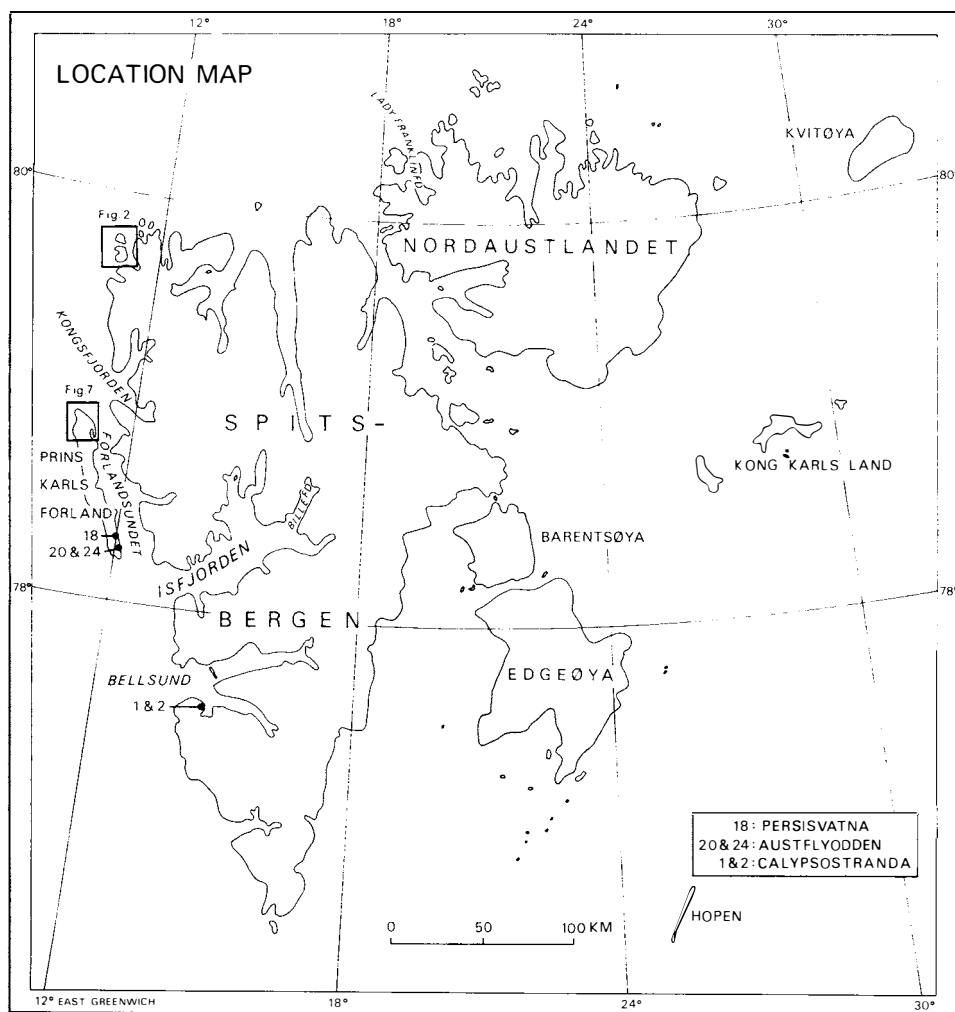 12°
18°
24°
30°
LOCATION MAP
LADY FRANKLINFD.
KVITØYA
80°
80°
Fig.2
NORDAUSTLANDET
KONGSFJORDEN
Fig.7
SPITS-
PRINS
KARLS
FORLAND
FORLANDSUNDET
KONG KARLS LAND
BILLEFD.
BARENTSØYA
18
20&24
ISFJORDEN
78°
78°
BERGEN
EDGEØYA
BELLSUND
1&2
18: PERSISVATNA
20&24: AUSTFLYODDEN
1&2: CALYPSOSTRANDA
HOPEN
0 50 100 KM
12° EAST GREENWICH
18°
24°
30°